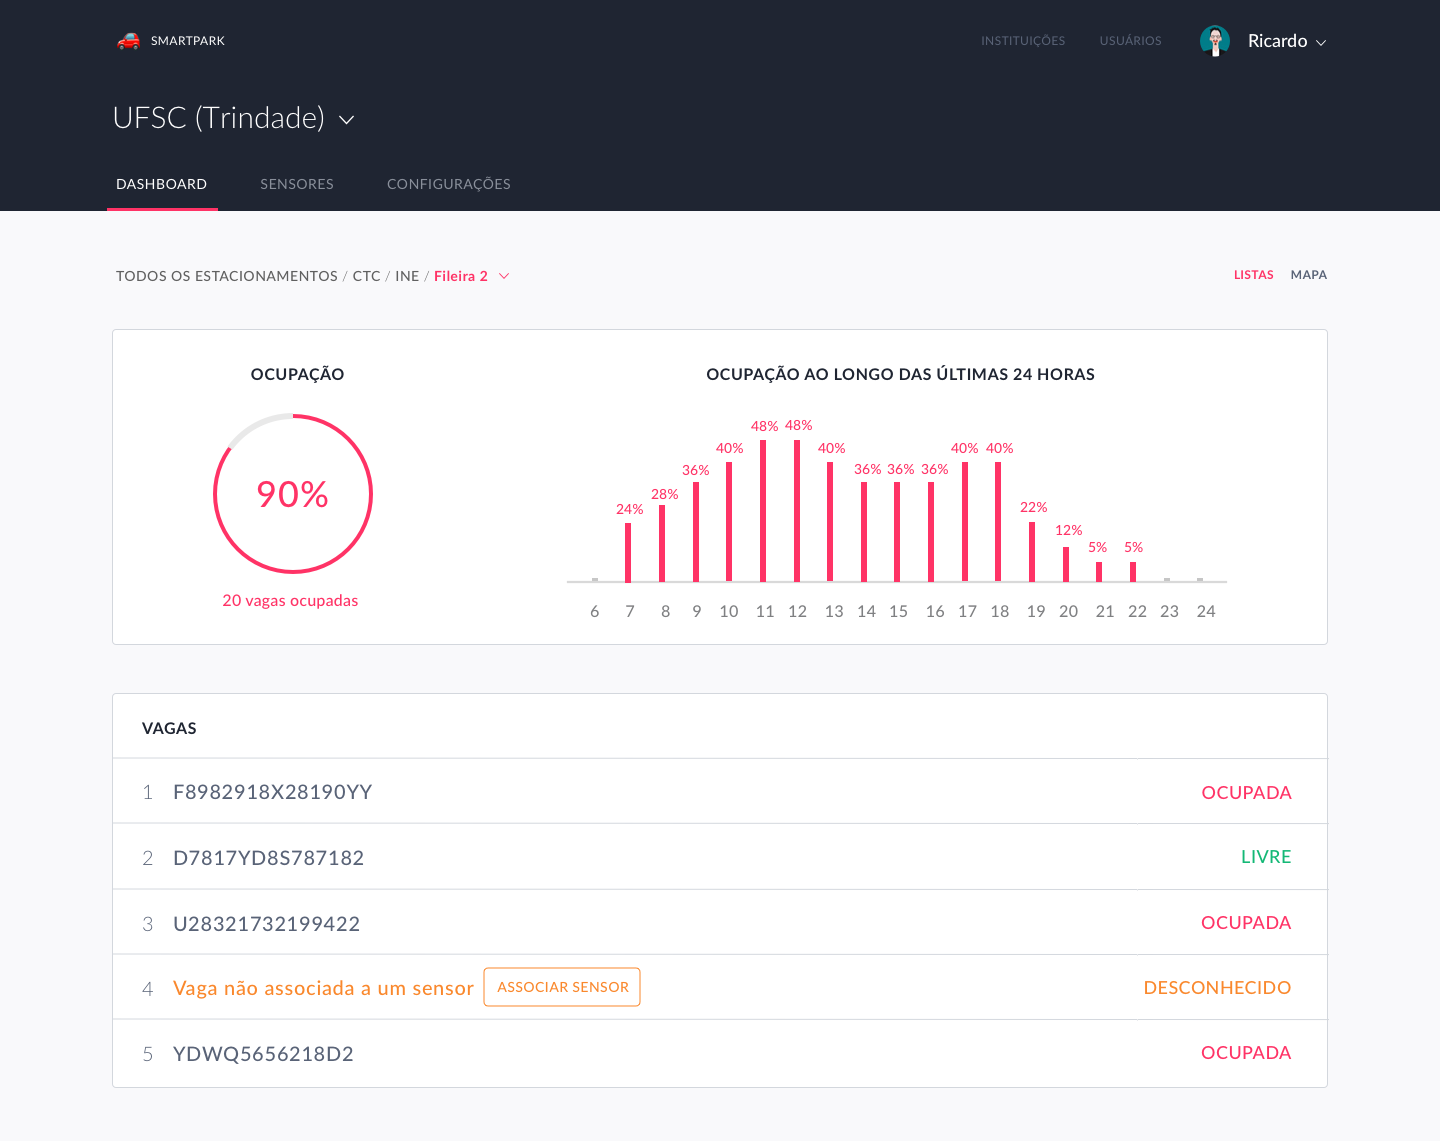 SMARTPARK
INSTITUIÇÕES USUÁRIOS Ricardo
UFSC (Trindade)
DASHBOARD SENSORES CONFIGURAÇÕES
TODOS OS ESTACIONAMENTOS / CTC / INE / Fileira 2
LISTAS MAPA
OCUPAÇÃO
90%
20 vagas ocupadas
OCUPAÇÃO AO LONGO DAS ÚLTIMAS 24 HORAS
24% 28% 36% 40% 48% 48% 40% 36% 36% 36% 40% 40% 22% 12% 5% 5%
6 7 8 9 10 11 12 13 14 15 16 17 18 19 20 21 22 23 24
VAGAS
1 F8982918X28190YY OCUPADA
2 D7817YD8S787182 LIVRE
3 U28321732199422 OCUPADA
4 Vaga não associada a um sensor ASSOCIAR SENSOR DESCONHECIDO
5 YDWQ5656218D2 OCUPADA